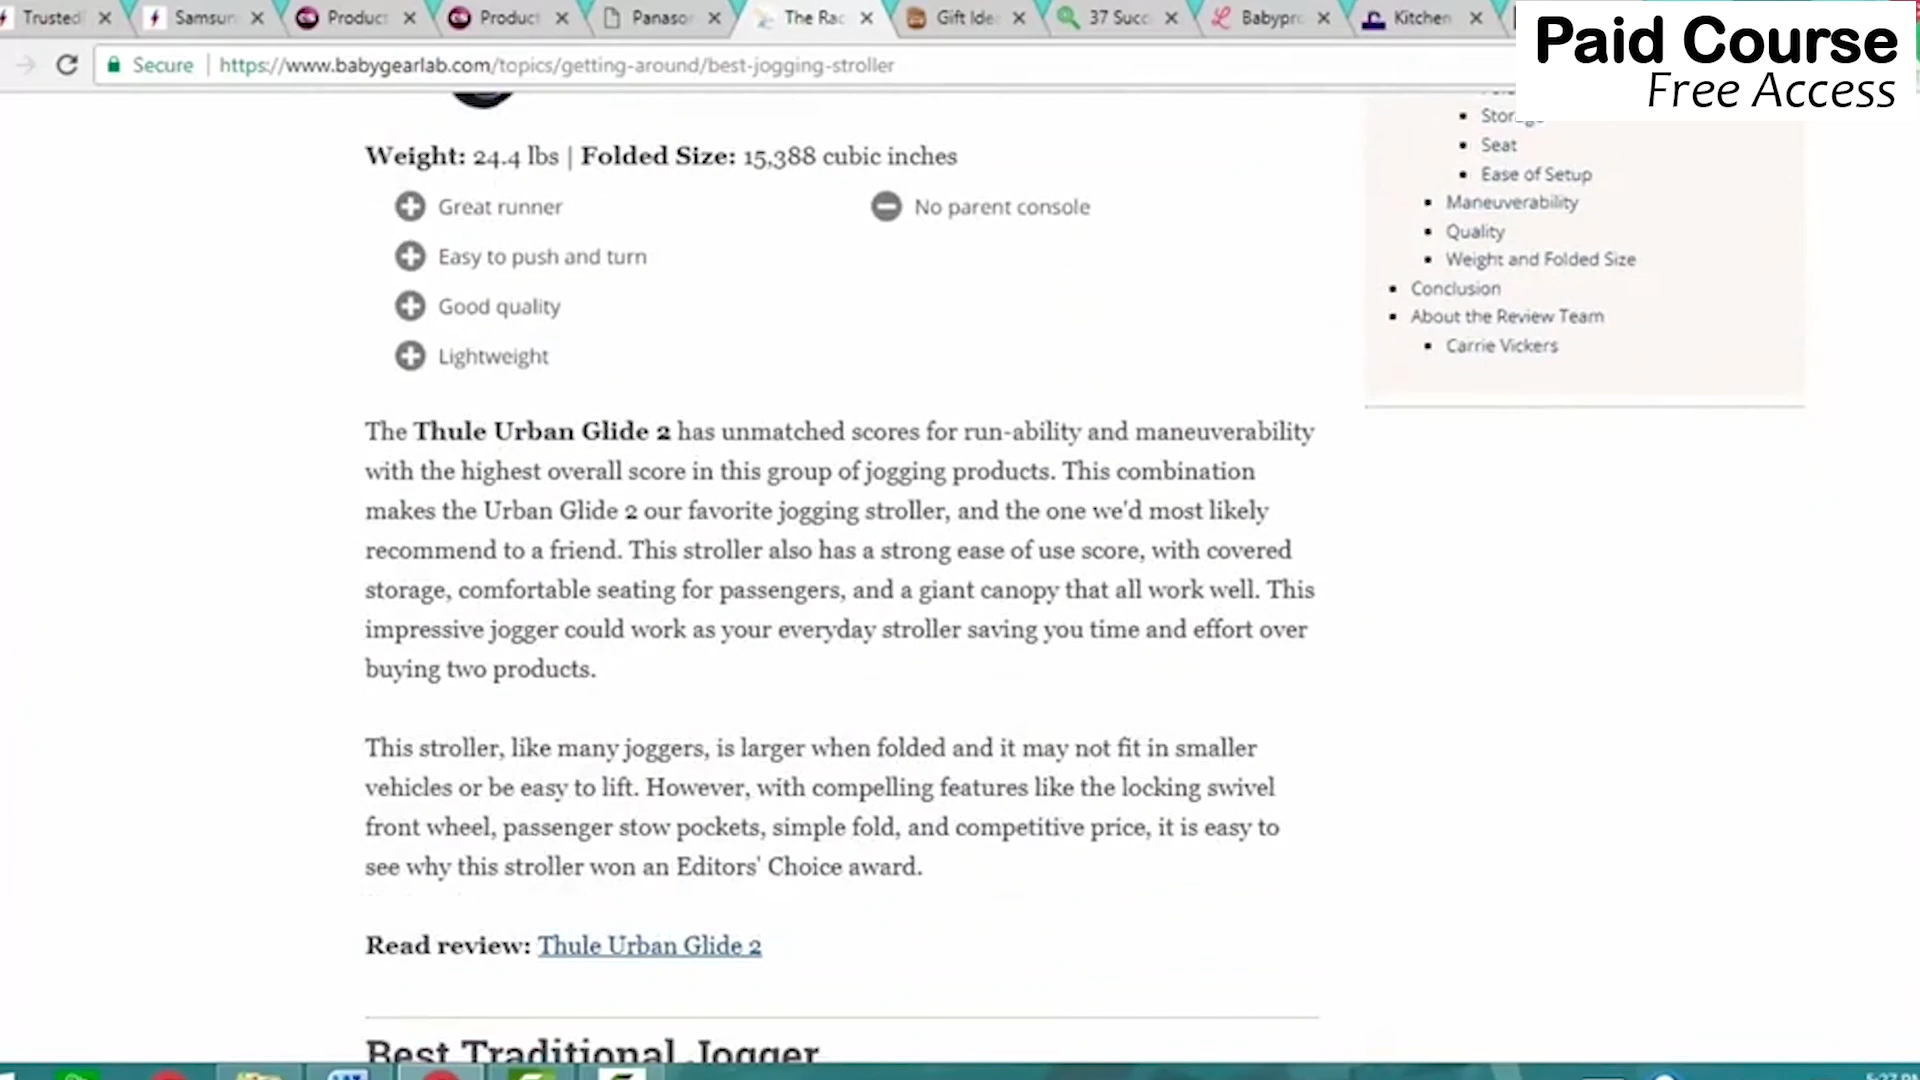 Trusted
Samsun
Product
Product
Panaso
The Ra
Gift Ide
37 Succ
Babypr
Kitchen
Paid Course
Free Access
Secure
https://www.babygearlab.com/topics/getting-around/best-jogging-stroller
Storage
Seat
Ease of Setup
Maneuverability
Quality
Weight and Folded Size
Conclusion
About the Review Team
Carrie Vickers
Weight: 24.4 lbs | Folded Size: 15,388 cubic inches
Great runner
No parent console
Easy to push and turn
Good quality
Lightweight
The Thule Urban Glide 2 has unmatched scores for run-ability and maneuverability
with the highest overall score in this group of jogging products. This combination
makes the Urban Glide 2 our favorite jogging stroller, and the one we'd most likely
recommend to a friend. This stroller also has a strong ease of use score, with covered
storage, comfortable seating for passengers, and a giant canopy that all work well. This
impressive jogger could work as your everyday stroller saving you time and effort over
buying two products.
This stroller, like many joggers, is larger when folded and it may not fit in smaller
vehicles or be easy to lift. However, with compelling features like the locking swivel
front wheel, passenger stow pockets, simple fold, and competitive price, it is easy to
see why this stroller won an Editors' Choice award.
Read review: Thule Urban Glide 2
Best Traditional Jogger